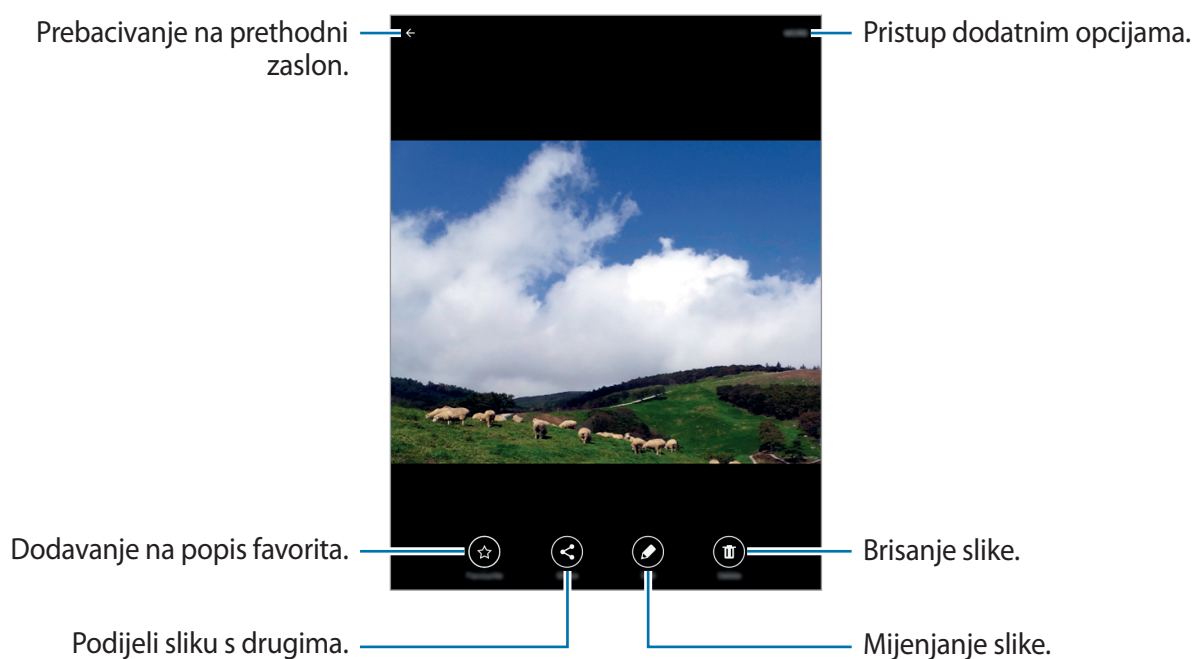 Prebacivanje na prethodni
zaslon.
Pristup dodatnim opcijama.
Dodavanje na popis favorita.
Brisanje slike.
Podijeli sliku s drugima.
Mijenjanje slike.